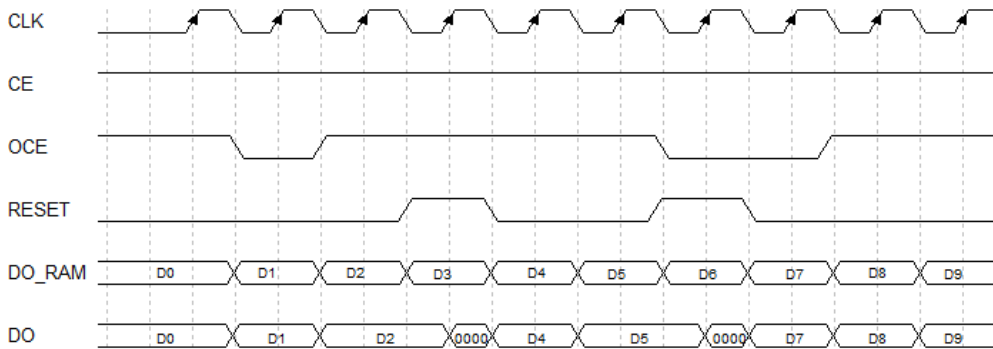 CLK
CE
OCE
RESET
DO_RAM D0 D1 D2 D3 D4 D5 D6 D7 D8 D9
DO D0 D1 D2 0000 D4 D5 0000 D7 D8 D9